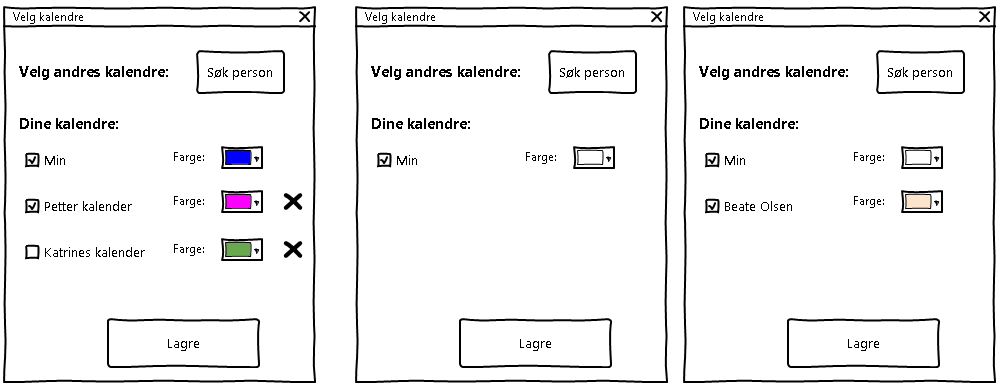 Velg kalendre
Velg andres kalendre:
Søk person
Dine kalendre:
Min
Farge:
Petter kalender
Farge:
Katrines kalender
Farge:
Lagre
Velg kalendre
Velg andres kalendre:
Søk person
Dine kalendre:
Min
Farge:
Lagre
Velg kalendre
Velg andres kalendre:
Søk person
Dine kalendre:
Min
Farge:
Beate Olsen
Farge:
Lagre